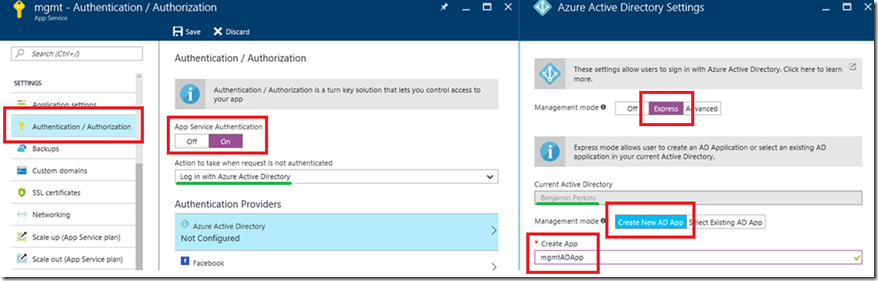 mgmt - Authentication / Authorization
App Service
Search (Ctrl+/)
SETTINGS
Application settings
Authentication / Authorization
Backups
Custom domains
SSL certificates
Networking
Scale up (App Service plan)
Scale out (App Service plan)
Save
Discard
Authentication / Authorization
Authentication / Authorization is a turn key solution that lets you control access to
your app
App Service Authentication
Off On
Action to take when request is not authenticated
Log in with Azure Active Directory
Authentication Providers
Azure Active Directory
Not Configured
Facebook
Azure Active Directory Settings
These settings allow users to sign in with Azure Active Directory. Click here to learn
more.
Management mode Off Express Advanced
Express mode allows user to create an AD Application or select an existing AD
application in your current Active Directory.
Current Active Directory
Benjamin Perkins
Management mode Create New AD App Select Existing AD App
* Create App
mgmtADApp